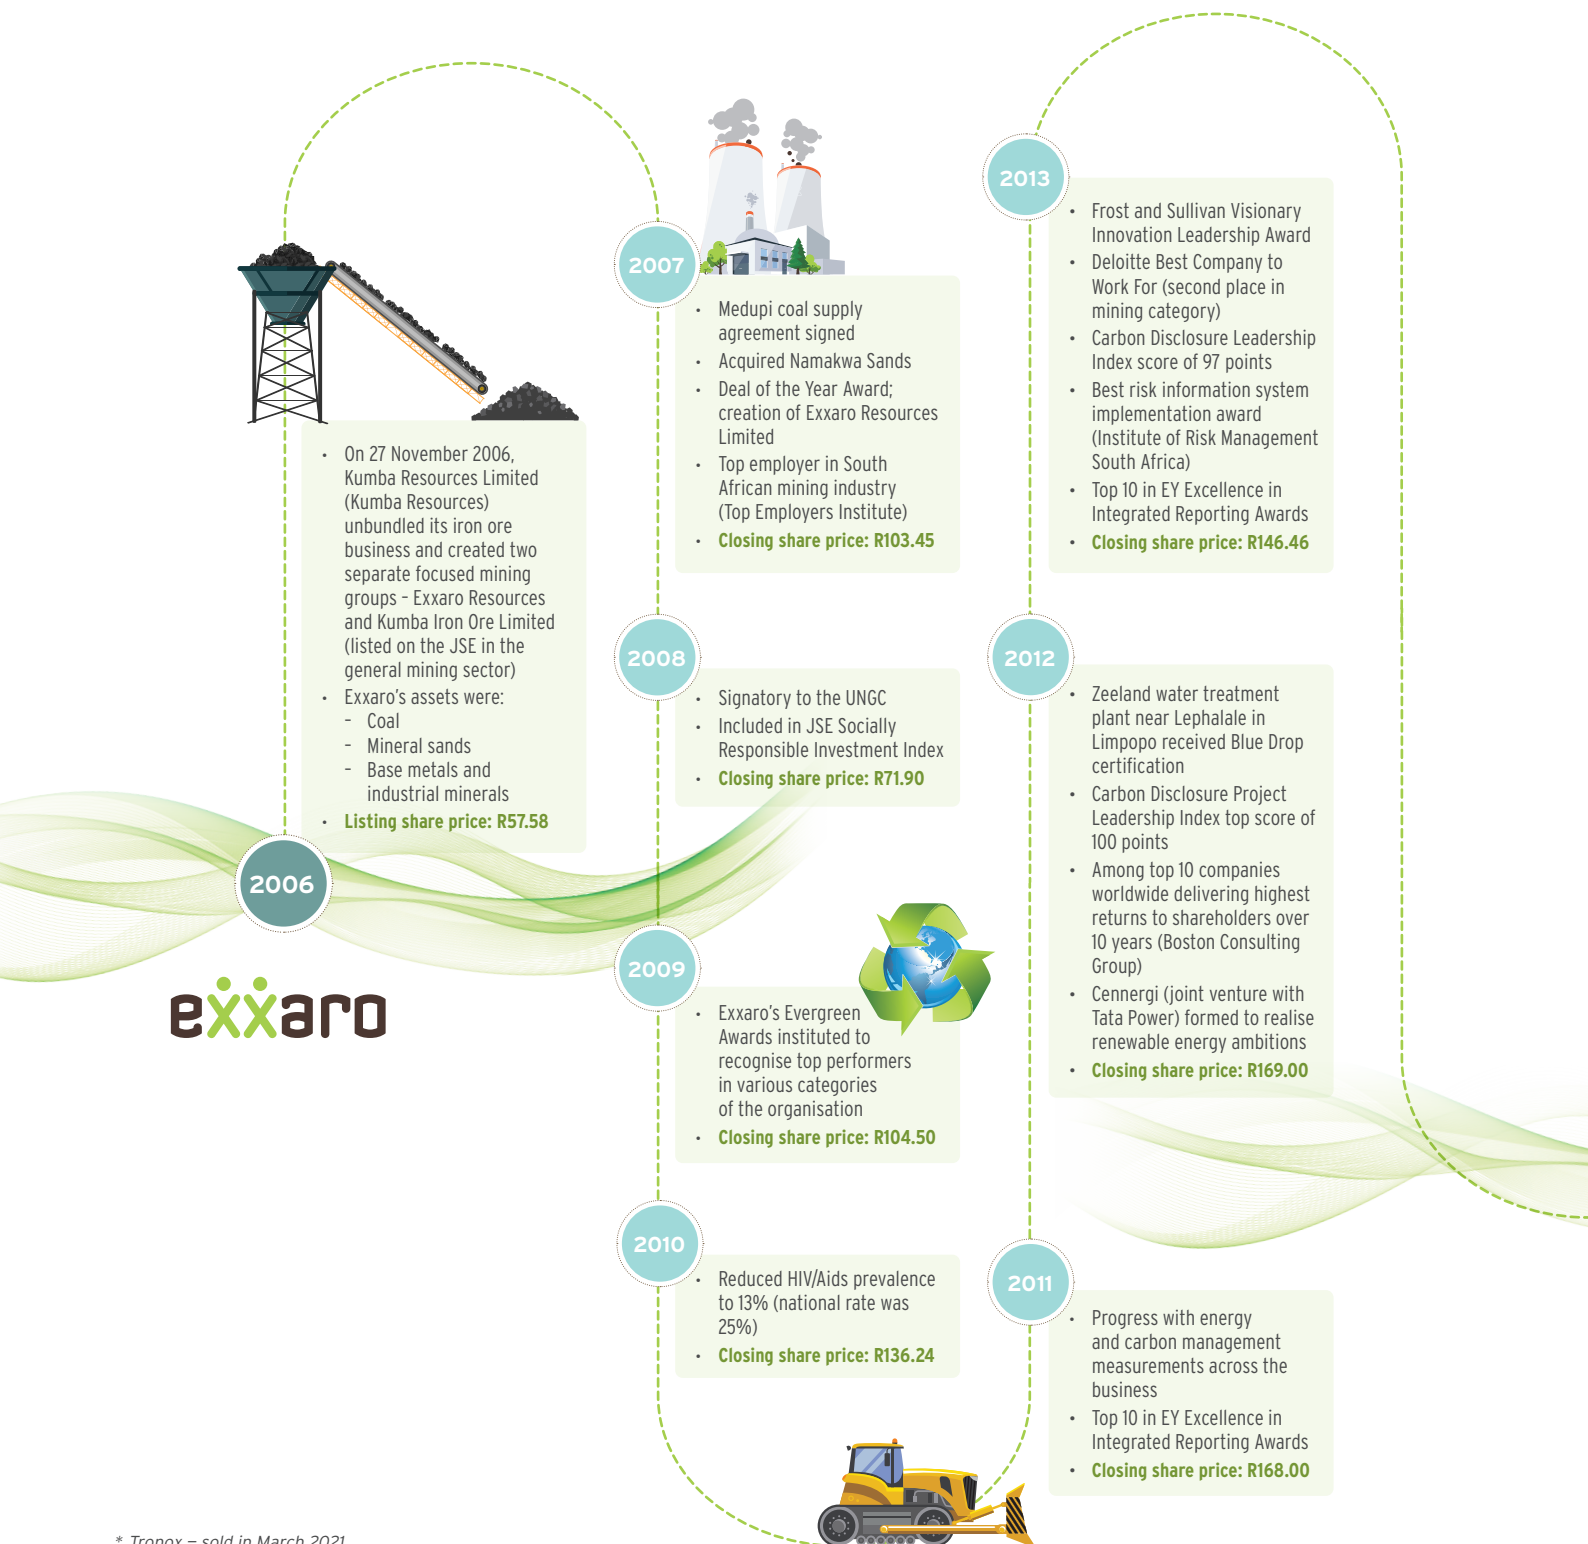 2006
• On 27 November 2006,
Kumba Resources Limited
(Kumba Resources)
unbundled its iron ore
business and created two
separate focused mining
groups – Exxaro Resources
and Kumba Iron Ore Limited
(listed on the JSE in the
general mining sector)
• Exxaro's assets were:
– Coal
– Mineral sands
– Base metals and
industrial minerals
• Listing share price: R57.58
exxaro
2007
• Medupi coal supply
agreement signed
• Acquired Namakwa Sands
• Deal of the Year Award;
creation of Exxaro Resources
Limited
• Top employer in South
African mining industry
(Top Employers Institute)
• Closing share price: R103.45
2008
• Signatory to the UNGC
• Included in JSE Socially
Responsible Investment Index
• Closing share price: R71.90
2009
• Exxaro's Evergreen
Awards instituted to
recognise top performers
in various categories
of the organisation
• Closing share price: R104.50
2010
• Reduced HIV/Aids prevalence
to 13% (national rate was
25%)
• Closing share price: R136.24
2011
• Progress with energy
and carbon management
measurements across the
business
• Top 10 in EY Excellence in
Integrated Reporting Awards
• Closing share price: R168.00
2012
• Zeeland water treatment
plant near Lephalale in
Limpopo received Blue Drop
certification
• Carbon Disclosure Project
Leadership Index top score of
100 points
• Among top 10 companies
worldwide delivering highest
returns to shareholders over
10 years (Boston Consulting
Group)
• Cennergi (joint venture with
Tata Power) formed to realise
renewable energy ambitions
• Closing share price: R169.00
2013
• Frost and Sullivan Visionary
Innovation Leadership Award
• Deloitte Best Company to
Work For (second place in
mining category)
• Carbon Disclosure Leadership
Index score of 97 points
• Best risk information system
implementation award
(Institute of Risk Management
South Africa)
• Top 10 in EY Excellence in
Integrated Reporting Awards
• Closing share price: R146.46
* Tronox – sold in March 2021